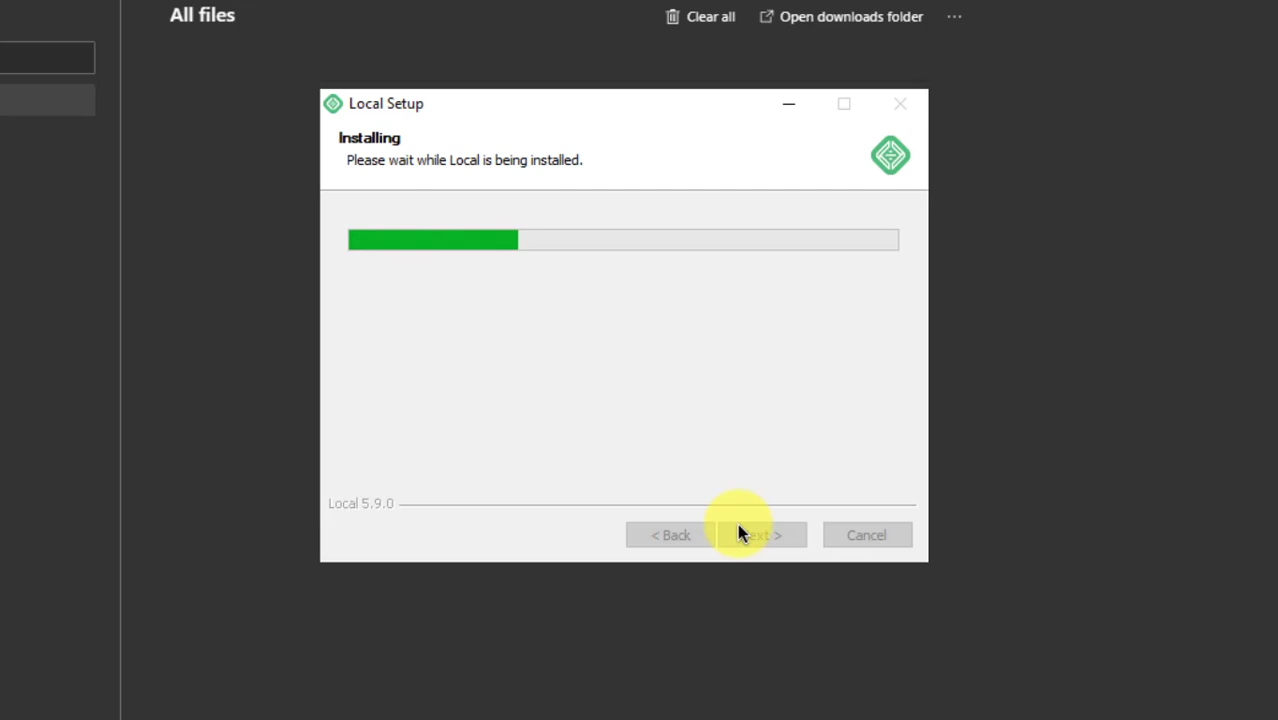 All files
Clear all
Open downloads folder
Local Setup
Installing
Please wait while Local is being installed.
Local 5.9.0
< Back
ext >
Cancel